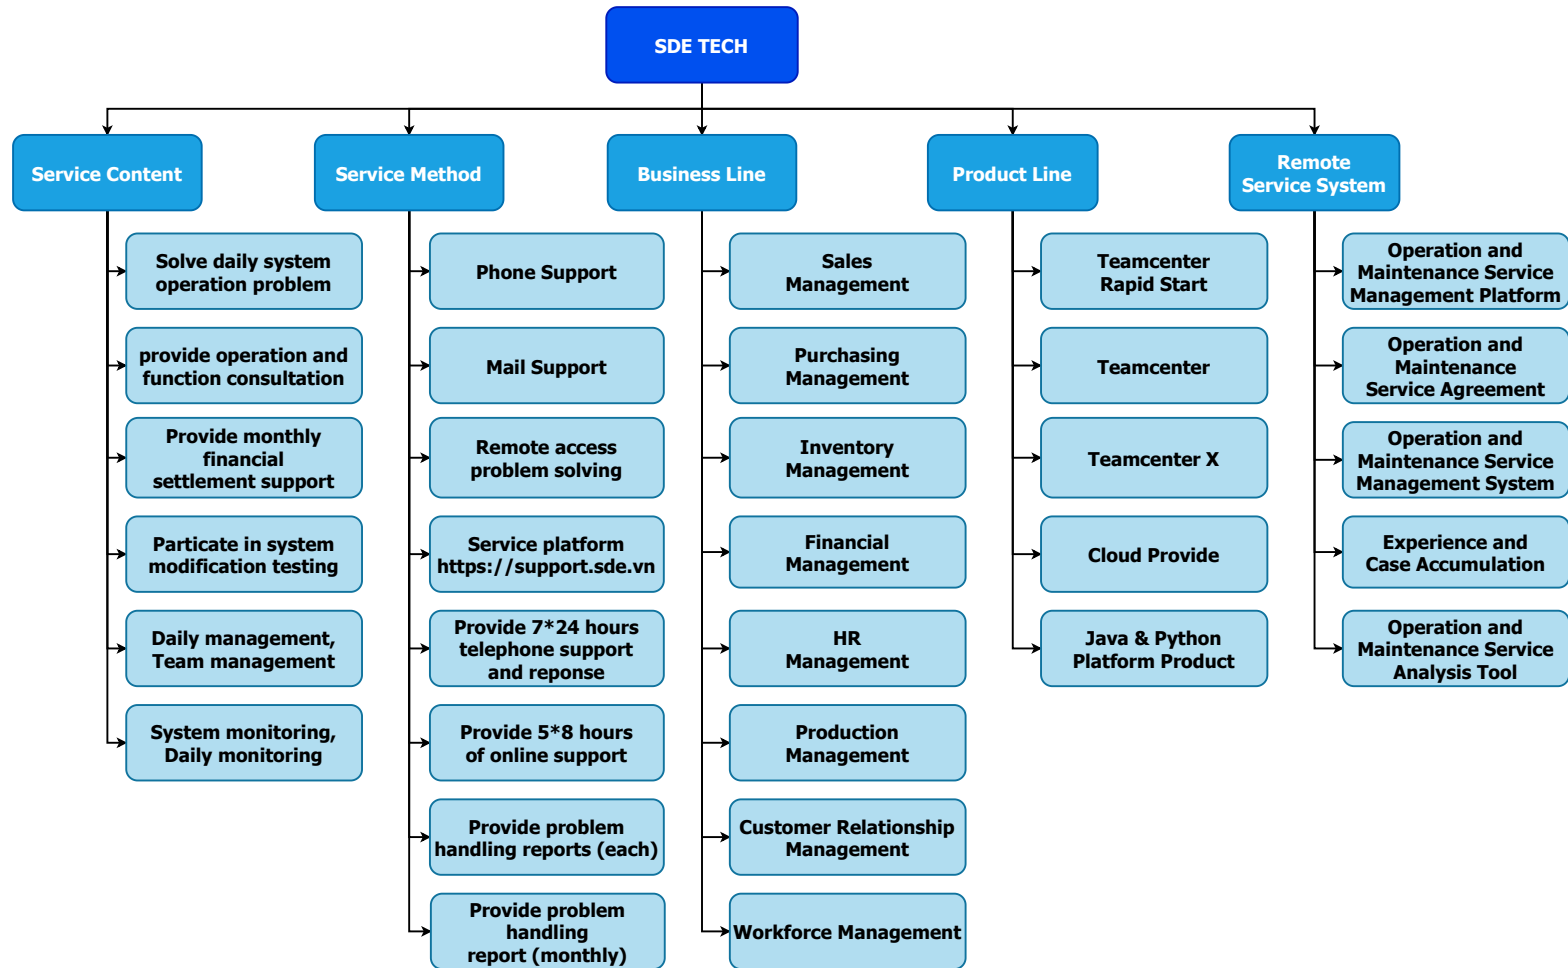 SDE TECH
Service Content
Service Method
Business Line
Product Line
Remote
Service System
Solve daily system
operation problem
provide operation and
function consultation
Provide monthly
financial
settlement support
Particate in system
modification testing
Daily management,
Team management
System monitoring,
Daily monitoring
Phone Support
Mail Support
Remote access
problem solving
Service platform
https://support.sde.vn
Provide 7*24 hours
telephone support
and reponse
Provide 5*8 hours
of online support
Provide problem
handling reports (each)
Provide problem
handling
report (monthly)
Sales
Management
Purchasing
Management
Inventory
Management
Financial
Management
HR
Management
Production
Management
Customer Relationship
Management
Workforce Management
Teamcenter
Rapid Start
Teamcenter
Teamcenter X
Cloud Provide
Java & Python
Platform Product
Operation and
Maintenance Service
Management Platform
Operation and
Maintenance
Service Agreement
Operation and
Maintenance Service
Management System
Experience and
Case Accumulation
Operation and
Maintenance Service
Analysis Tool